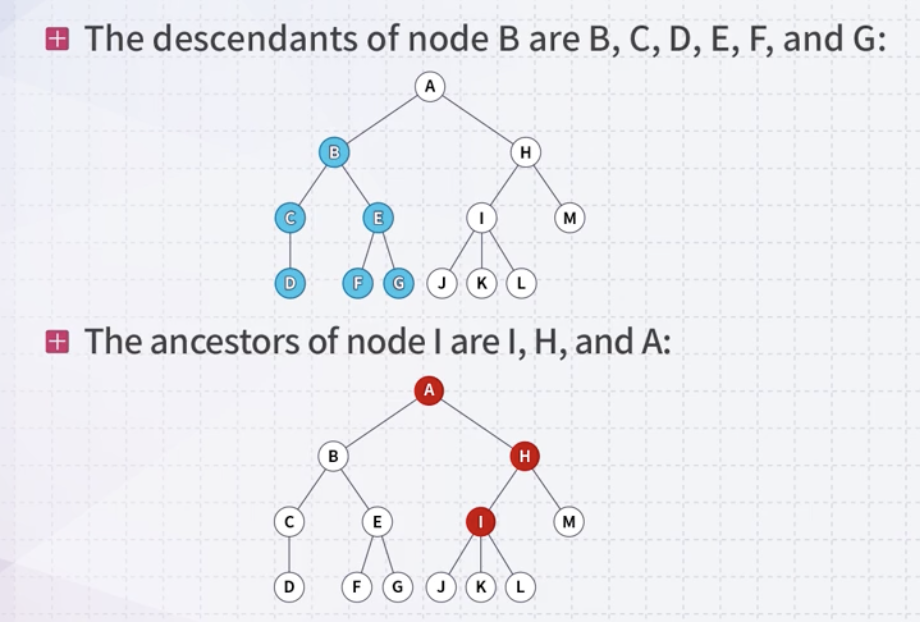 The descendants of node B are B, C, D, E, F, and G:
A
B H
C E I M
D F G J K L
The ancestors of node I are I, H, and A:
A
B H
C E I M
D F G J K L